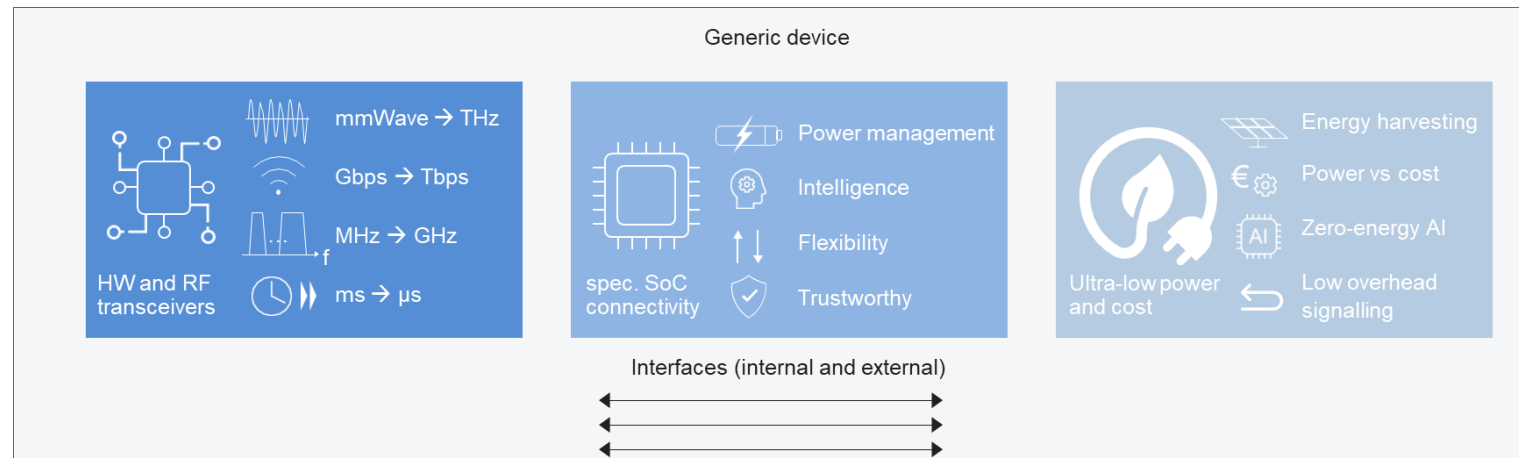 Generic device
mmWave → THz
Gbps → Tbps
MHz → GHz
f
ms → µs
HW and RF
transceivers
Power management
Intelligence
Flexibility
Trustworthy
spec. SoC
connectivity
Energy harvesting
€
Power vs cost
AI
Zero-energy AI
Low overhead
signalling
Ultra-low power
and cost
Interfaces (internal and external)